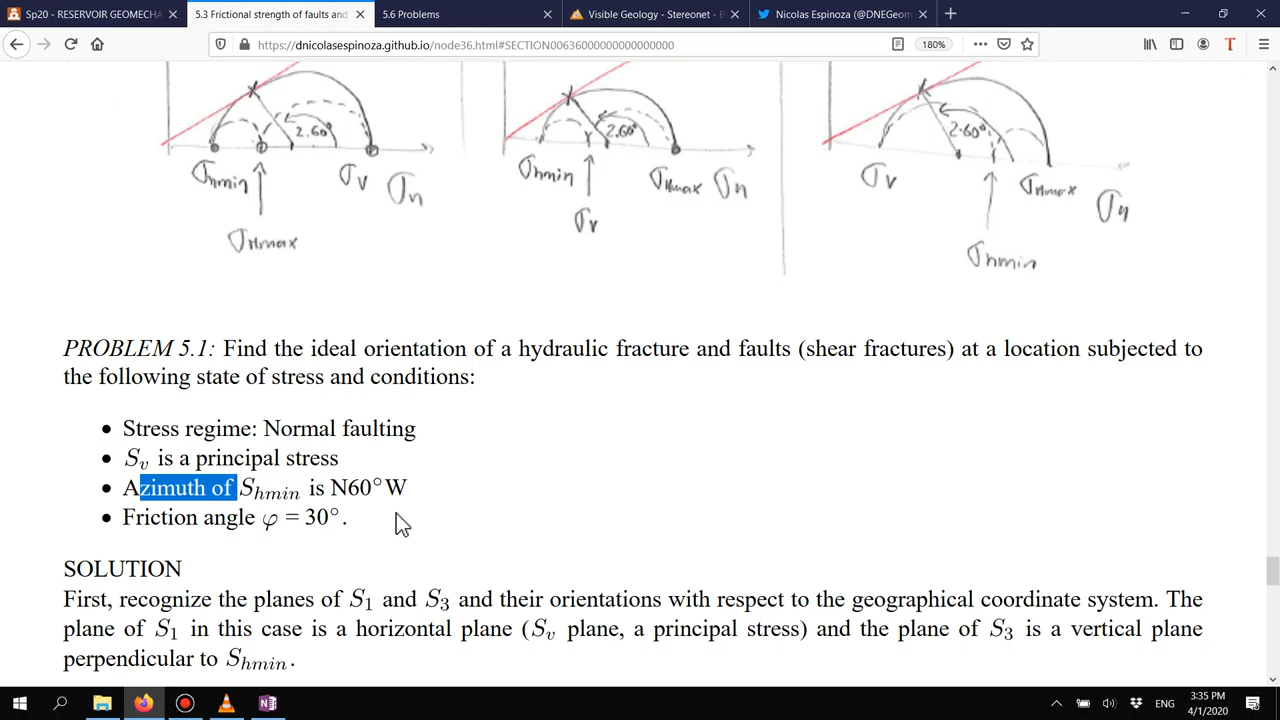 Sp20 - RESERVOIR GEOMECHA
5.3 Frictional strength of faults and
5.6 Problems
Visible Geology - Stereonet -
Nicolas Espinoza (@DNEGeom
https://dnicolasespinoza.github.io/node36.html#SECTION00636000000000000000
180%
2.60°
2.60°
2.60°
σhmin
σv
σn
σHmax
σhmin
σHmax
σn
σv
σv
σHmax
σn
σhmin
PROBLEM 5.1: Find the ideal orientation of a hydraulic fracture and faults (shear fractures) at a location subjected to
the following state of stress and conditions:
• Stress regime: Normal faulting
• Sv is a principal stress
• Azimuth of Shmin is N60°W
• Friction angle φ = 30°.
SOLUTION
First, recognize the planes of S1 and S3 and their orientations with respect to the geographical coordinate system. The
plane of S1 in this case is a horizontal plane (Sv plane, a principal stress) and the plane of S3 is a vertical plane
perpendicular to Shmin.
ENG
3:35 PM
4/1/2020